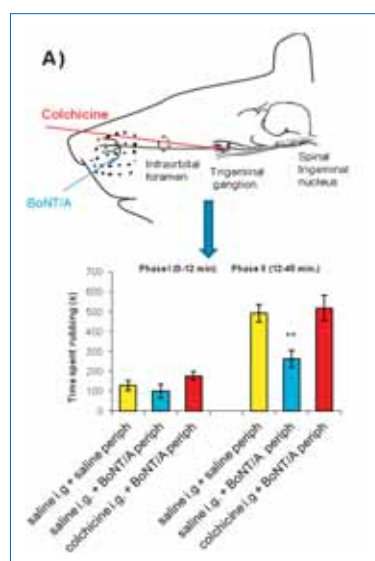 A)
Colchicine
Infraorbital
foramen
Trigeminal
ganglion
Spinal
trigeminal
nucleus
BoNT/A
Phase I (0-12 min) Phase II (12-45 min.)
Time spent rubbing (s)
700
600
500
400
300
200
100
0
**
saline i.g + saline periph
saline i.g. + BoNT/A periph
colchicine i.g + BoNT/A periph
saline i.g + saline periph
saline i.g. + BoNT/A periph
colchicine i.g + BoNT/A periph